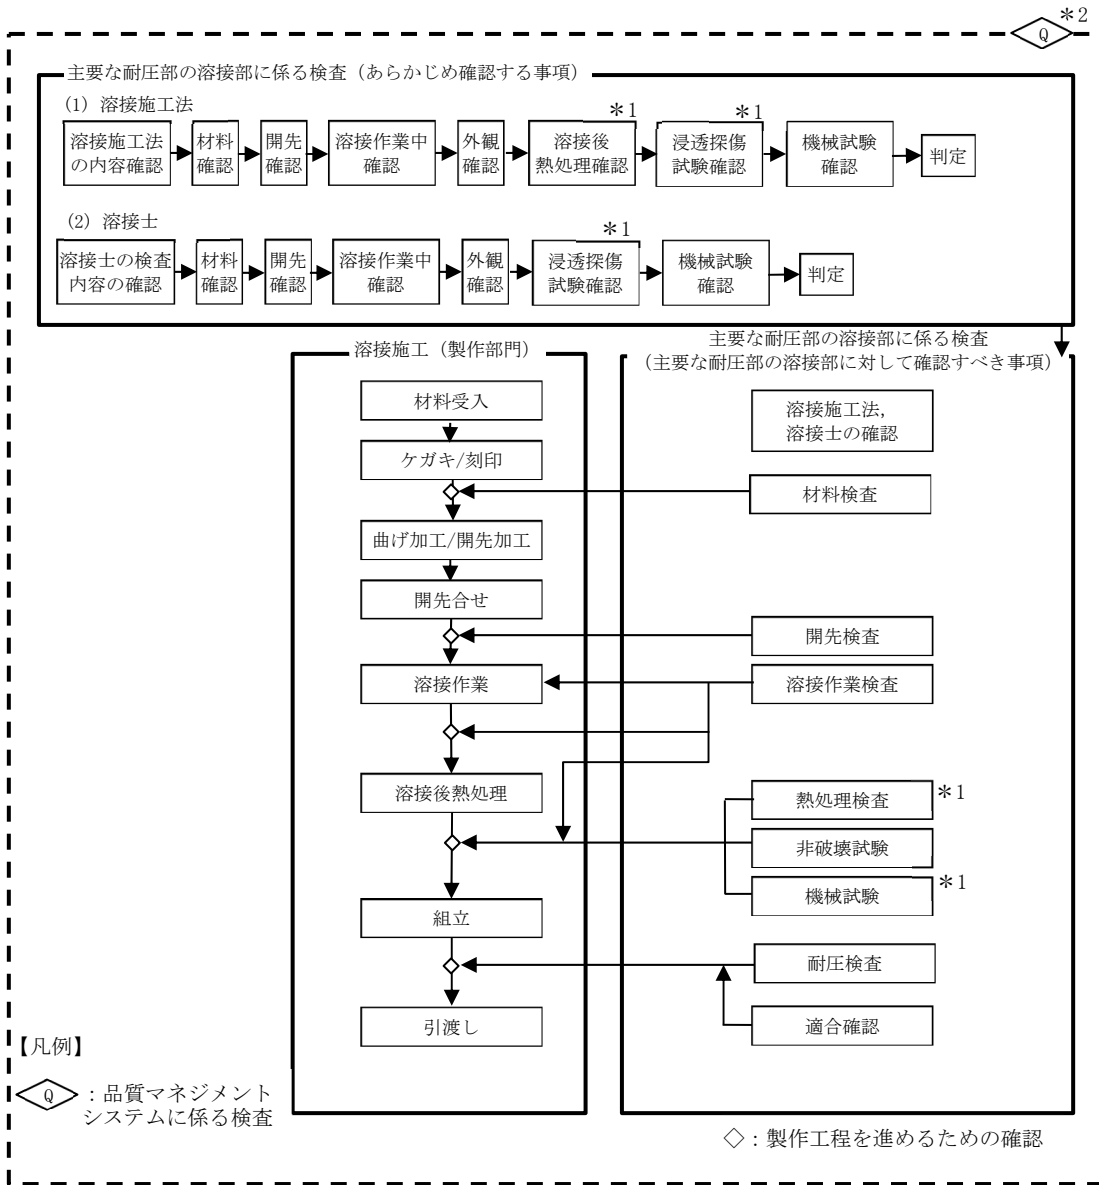 Q
＊2
主要な耐圧部の溶接部に係る検査（あらかじめ確認する事項）
(1) 溶接施工法
＊1
＊1
溶接施工法
の内容確認
材料
確認
開先
確認
溶接作業中
確認
外観
確認
溶接後
熱処理確認
浸透探傷
試験確認
機械試験
確認
判定
(2) 溶接士
＊1
溶接士の検査
内容の確認
材料
確認
開先
確認
溶接作業中
確認
外観
確認
浸透探傷
試験確認
機械試験
確認
判定
溶接施工（製作部門）
材料受入
ケガキ/刻印
曲げ加工/開先加工
開先合せ
溶接作業
溶接後熱処理
組立
引渡し
主要な耐圧部の溶接部に係る検査
（主要な耐圧部の溶接部に対して確認すべき事項）
溶接施工法,
溶接士の確認
材料検査
開先検査
溶接作業検査
熱処理検査
＊1
非破壊試験
機械試験
＊1
耐圧検査
適合確認
【凡例】
Q ：品質マネジメント
システムに係る検査
◇：製作工程を進めるための確認